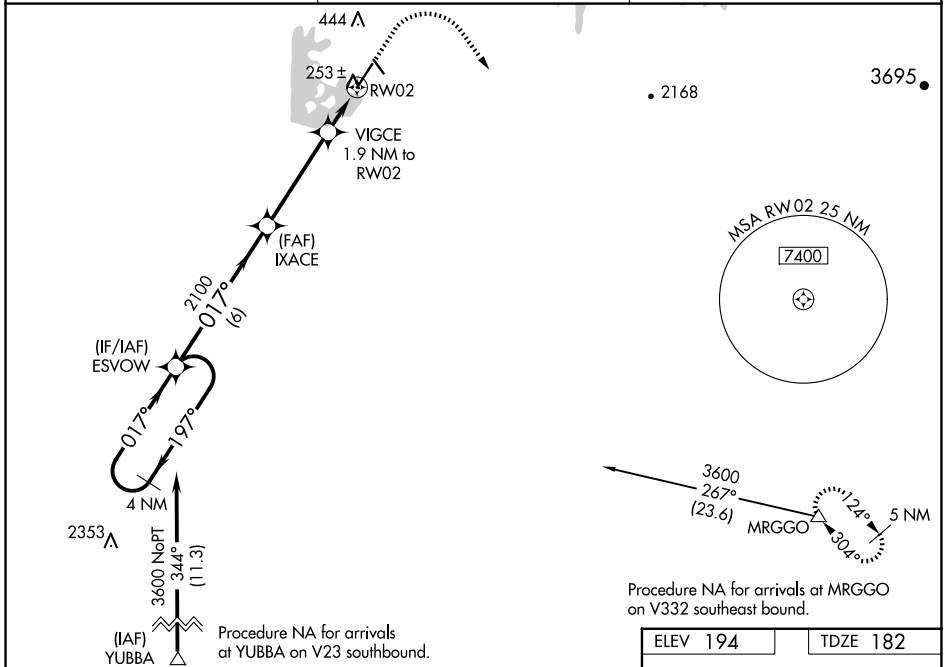 444
253 ±
RW02
2168
3695
VIGCE
1.9 NM to
RW02
MSA RW 02 25 NM
7400
(FAF)
IXACE
2100
017°
(6)
(IF/IAF)
ESVOW
017°
197°
4 NM
2353
3600 NoPT
344°
(11.3)
(IAF)
YUBBA
Procedure NA for arrivals
at YUBBA on V23 southbound.
3600
267°
(23.6)
MRGGO
124°
304°
5 NM
Procedure NA for arrivals at MRGGO
on V332 southeast bound.
ELEV 194
TDZE 182